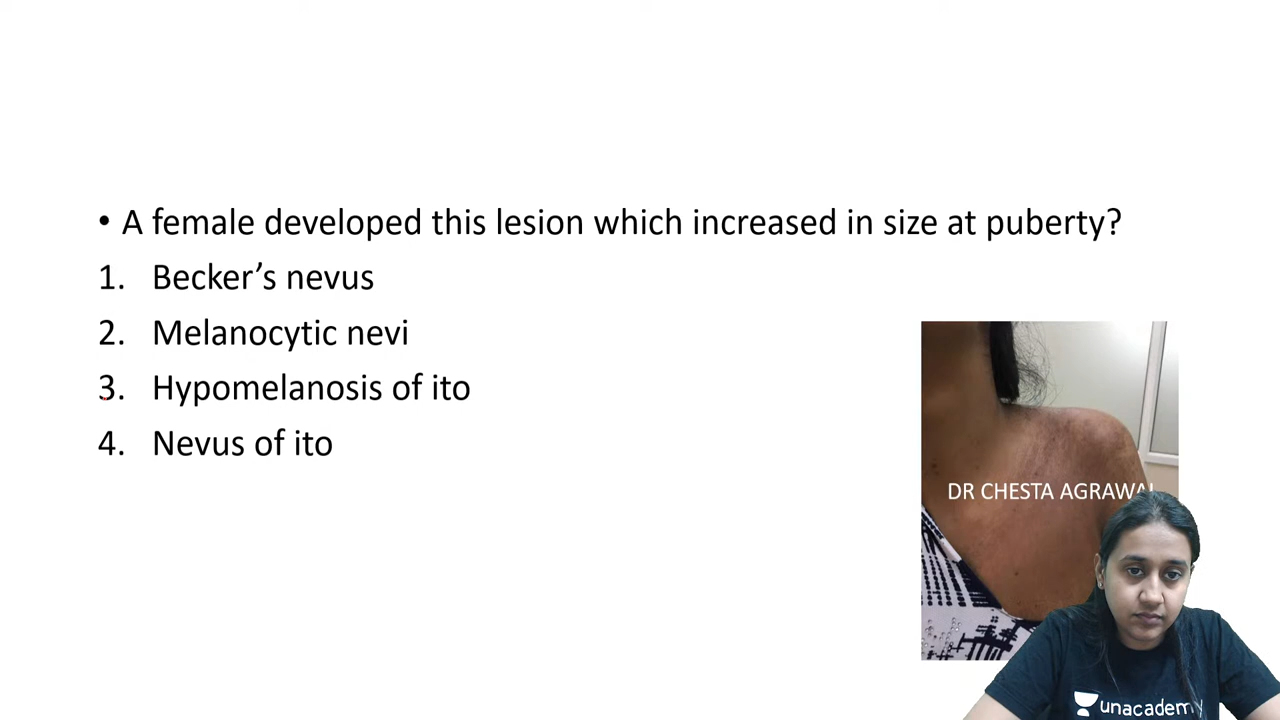 • A female developed this lesion which increased in size at puberty?
1. Becker’s nevus
2. Melanocytic nevi
3. Hypomelanosis of ito
4. Nevus of ito
DR CHESTA AGRAWAL
unacademy